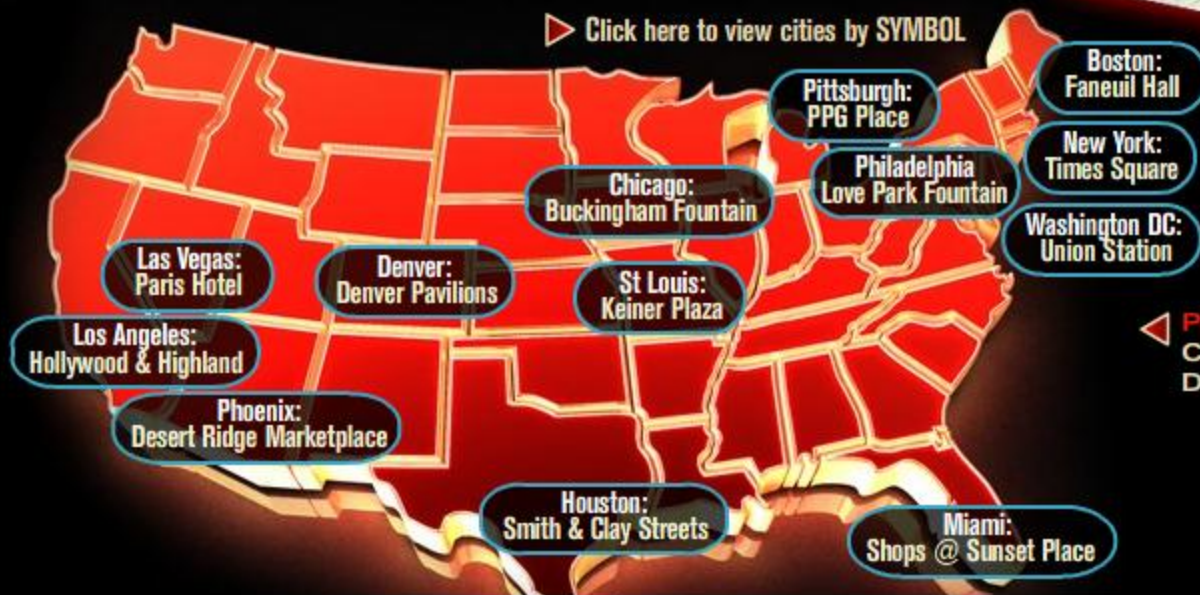 Click here to view cities by SYMBOL
Boston:
Faneuil Hall
Pittsburgh:
PPG Place
New York:
Times Square
Philadelphia
Love Park Fountain
Chicago:
Buckingham Fountain
Washington DC:
Union Station
Las Vegas:
Paris Hotel
Denver:
Denver Pavilions
St Louis:
Keiner Plaza
Los Angeles:
Hollywood & Highland
Phoenix:
Desert Ridge Marketplace
Houston:
Smith & Clay Streets
Miami:
Shops @ Sunset Place